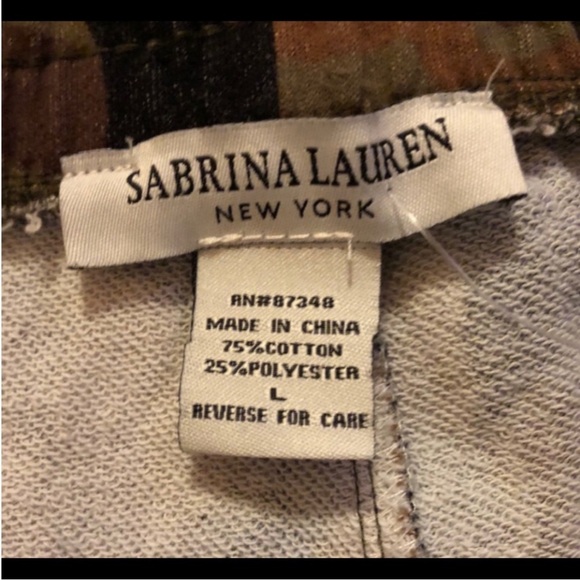 SABRINA LAUREN
NEW YORK
RN#87348
MADE IN CHINA
75%COTTON
25%POLYESTER
L
REVERSE FOR CARE